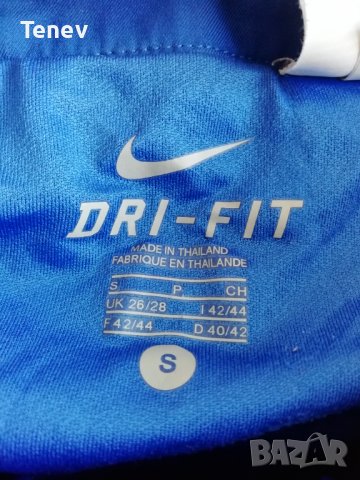 Tenev
DRI-FIT
MADE IN THAILAND
FABRIQUE EN THAILANDE
S P CH
UK 26/28 I 42/44
F 42/44 D 40/42
S
BAZAR